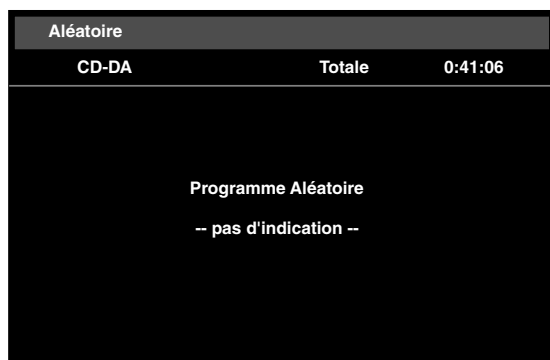 Aléatoire
CD-DA Totale 0:41:06
Programme Aléatoire
-- pas d'indication --